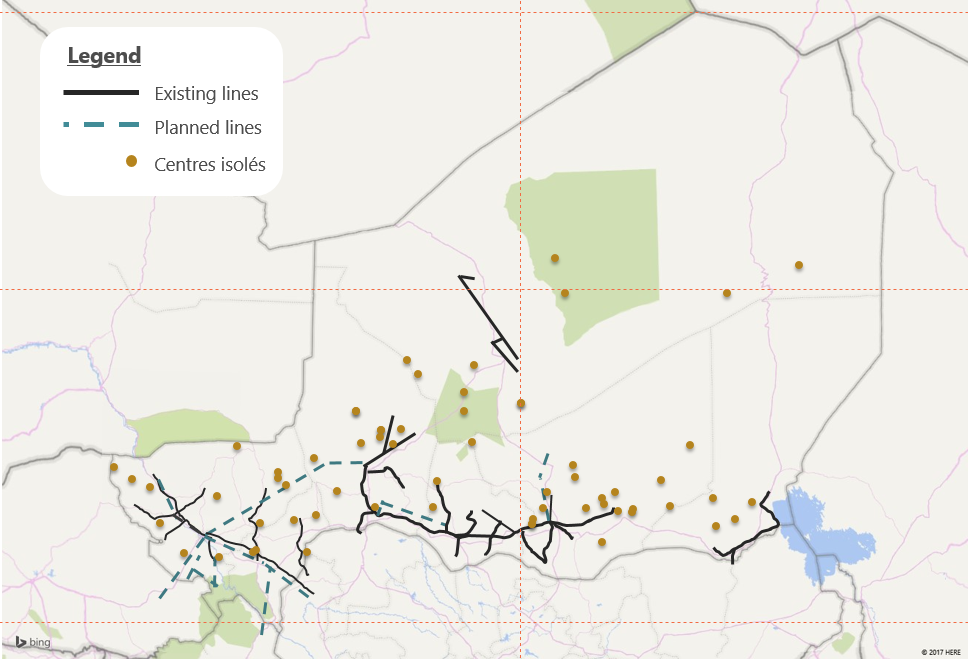 Legend
Existing lines
Planned lines
Centres isolés
bing
© 2017 HERE